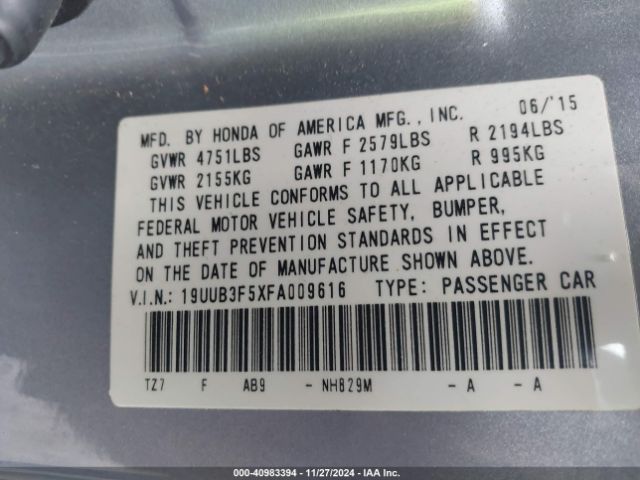 MFD. BY HONDA OF AMERICA MFG., INC. 06/'15
GVWR 4751LBS GAWR F 2579LBS R 2194LBS
GVWR 2155KG GAWR F 1170KG R 995KG
THIS VEHICLE CONFORMS TO ALL APPLICABLE
FEDERAL MOTOR VEHICLE SAFETY, BUMPER,
AND THEFT PREVENTION STANDARDS IN EFFECT
ON THE DATE OF MANUFACTURE SHOWN ABOVE.
V.I.N.: 19UUB3F5XFA009616 TYPE: PASSENGER CAR
TZ7 F AB9 - NH829M - A - A
000-40983394 - 11/27/2024 - IAA Inc.